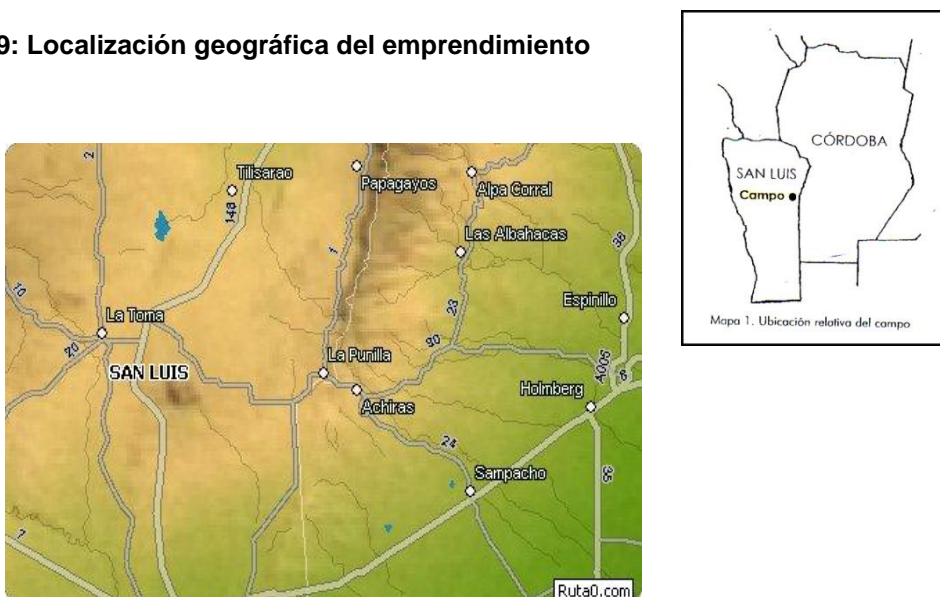 9: Localización geográfica del emprendimiento
CÓRDOBA
SAN LUIS
Campo
Mapa 1. Ubicación relativa del campo
2
Tilisarao
148
Papagayos
Alpa Corral
Las Albahacas
36
1
10
La Toma
20
SAN LUIS
23
Espinillo
30
La Punilla
A005
8
Holmberg
Achiras
24
Sampacho
35
7
Ruta0.com